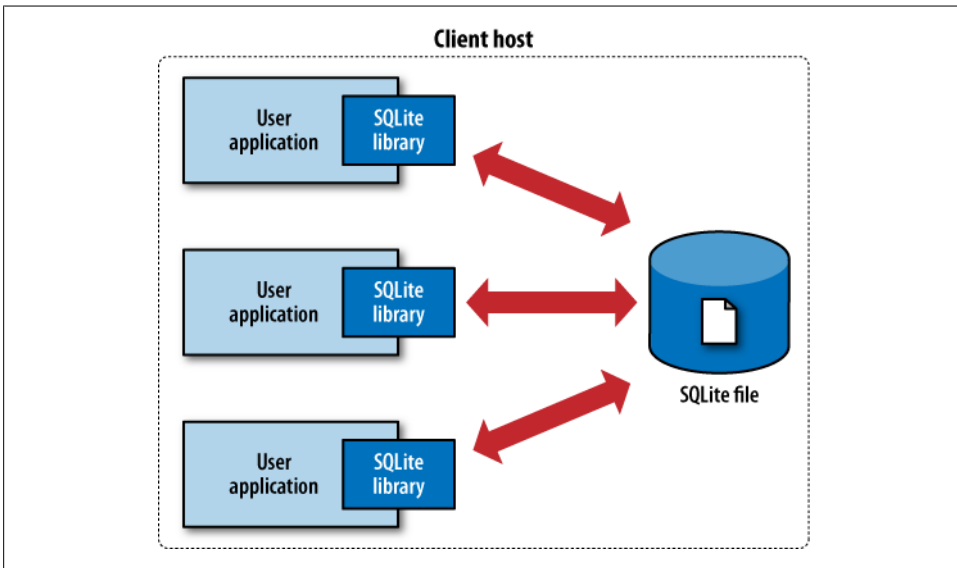 Client host
User
application
SQLite
library
User
application
SQLite
library
SQLite file
User
application
SQLite
library